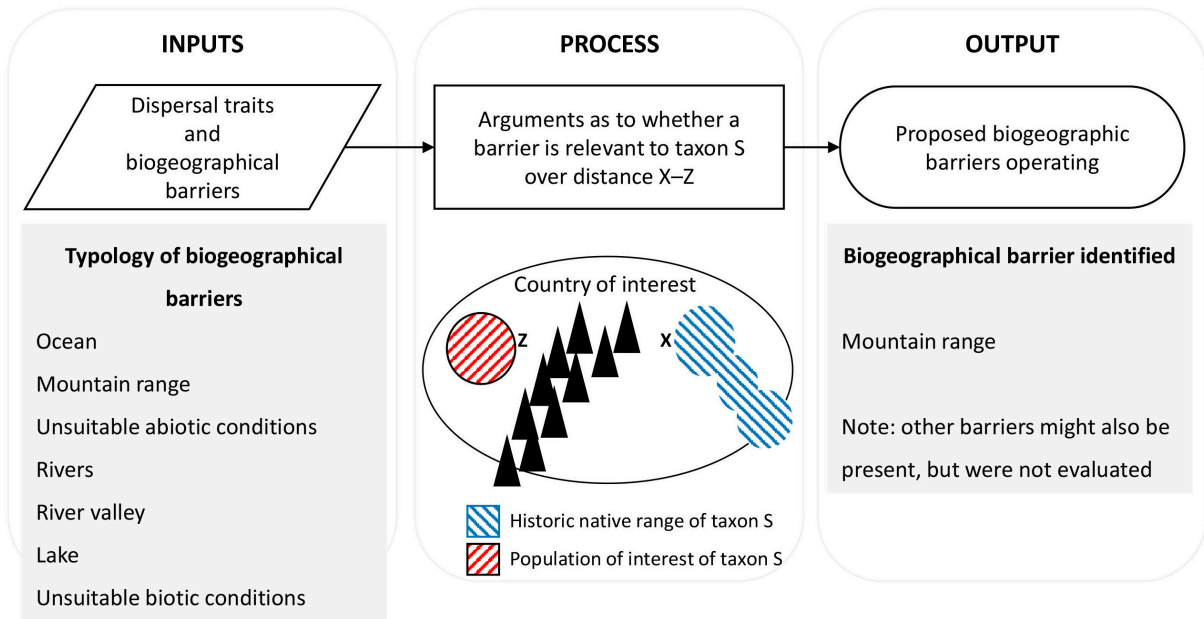 INPUTS
Dispersal traits
and
biogeographical
barriers
Typology of biogeographical
barriers
Ocean
Mountain range
Unsuitable abiotic conditions
Rivers
River valley
Lake
Unsuitable biotic conditions
PROCESS
Arguments as to whether a
barrier is relevant to taxon S
over distance X–Z
Country of interest
Z
X
Historic native range of taxon S
Population of interest of taxon S
OUTPUT
Proposed biogeographic
barriers operating
Biogeographical barrier identified
Mountain range
Note: other barriers might also be
present, but were not evaluated